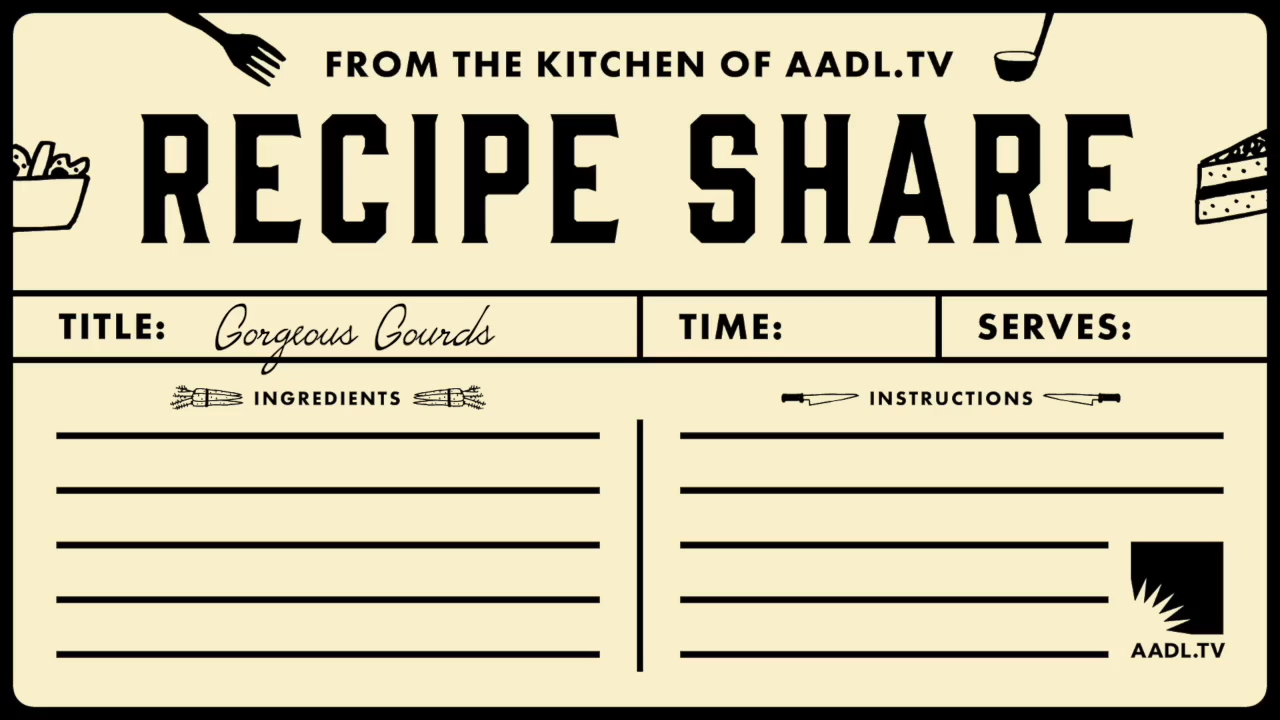 FROM THE KITCHEN OF AADL.TV
RECIPE SHARE
TITLE: Gorgeous Gourds TIME: SERVES:
INGREDIENTS INSTRUCTIONS
AADL.TV